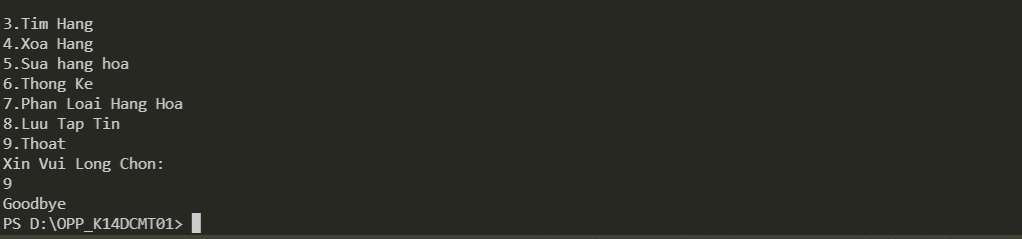 3.Tim Hang
4.Xoa Hang
5.Sua hang hoa
6.Thong Ke
7.Phan Loai Hang Hoa
8.Luu Tap Tin
9.Thoat
Xin Vui Long Chon:
9
Goodbye
PS D:\OPP_K14DCMT01>